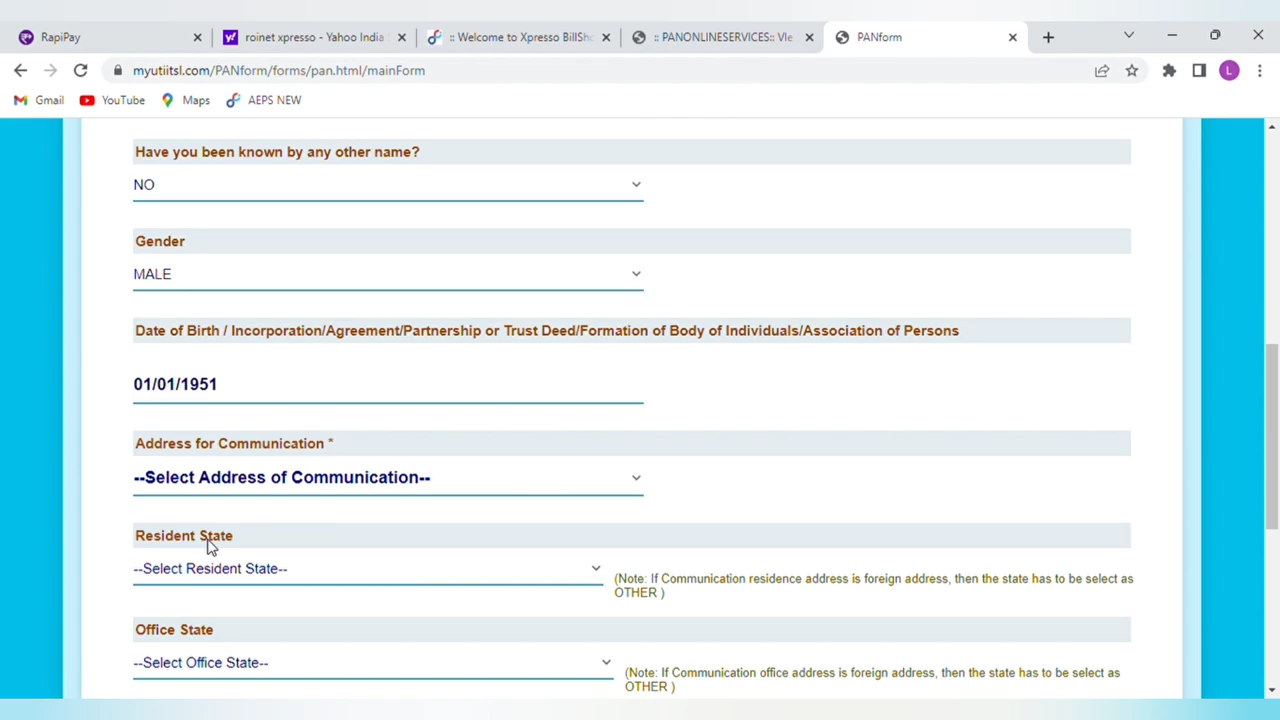 RapiPay
roinet xpresso - Yahoo India
:: Welcome to Xpresso BillSho
:: PANONLINESERVICES:: Vle
PANform
myutiitsl.com/PANform/forms/pan.html/mainForm
L
Gmail
YouTube
Maps
AEPS NEW
Have you been known by any other name?
NO
Gender
MALE
Date of Birth / Incorporation/Agreement/Partnership or Trust Deed/Formation of Body of Individuals/Association of Persons
01/01/1951
Address for Communication *
--Select Address of Communication--
Resident State
--Select Resident State--
(Note: If Communication residence address is foreign address, then the state has to be select as
OTHER )
Office State
--Select Office State--
(Note: If Communication office address is foreign address, then the state has to be select as
OTHER )